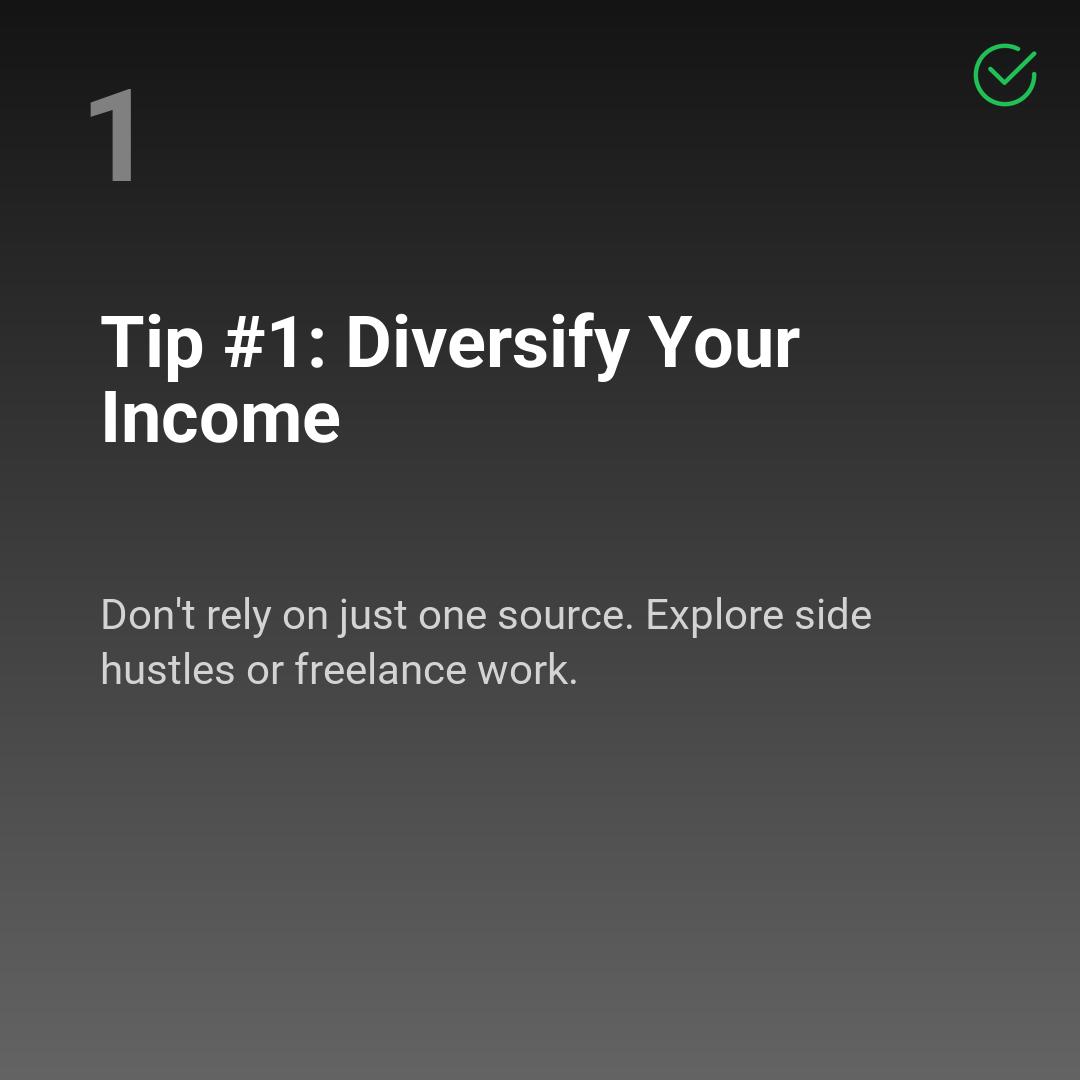 1
Tip #1: Diversify Your
Income
Don't rely on just one source. Explore side
hustles or freelance work.